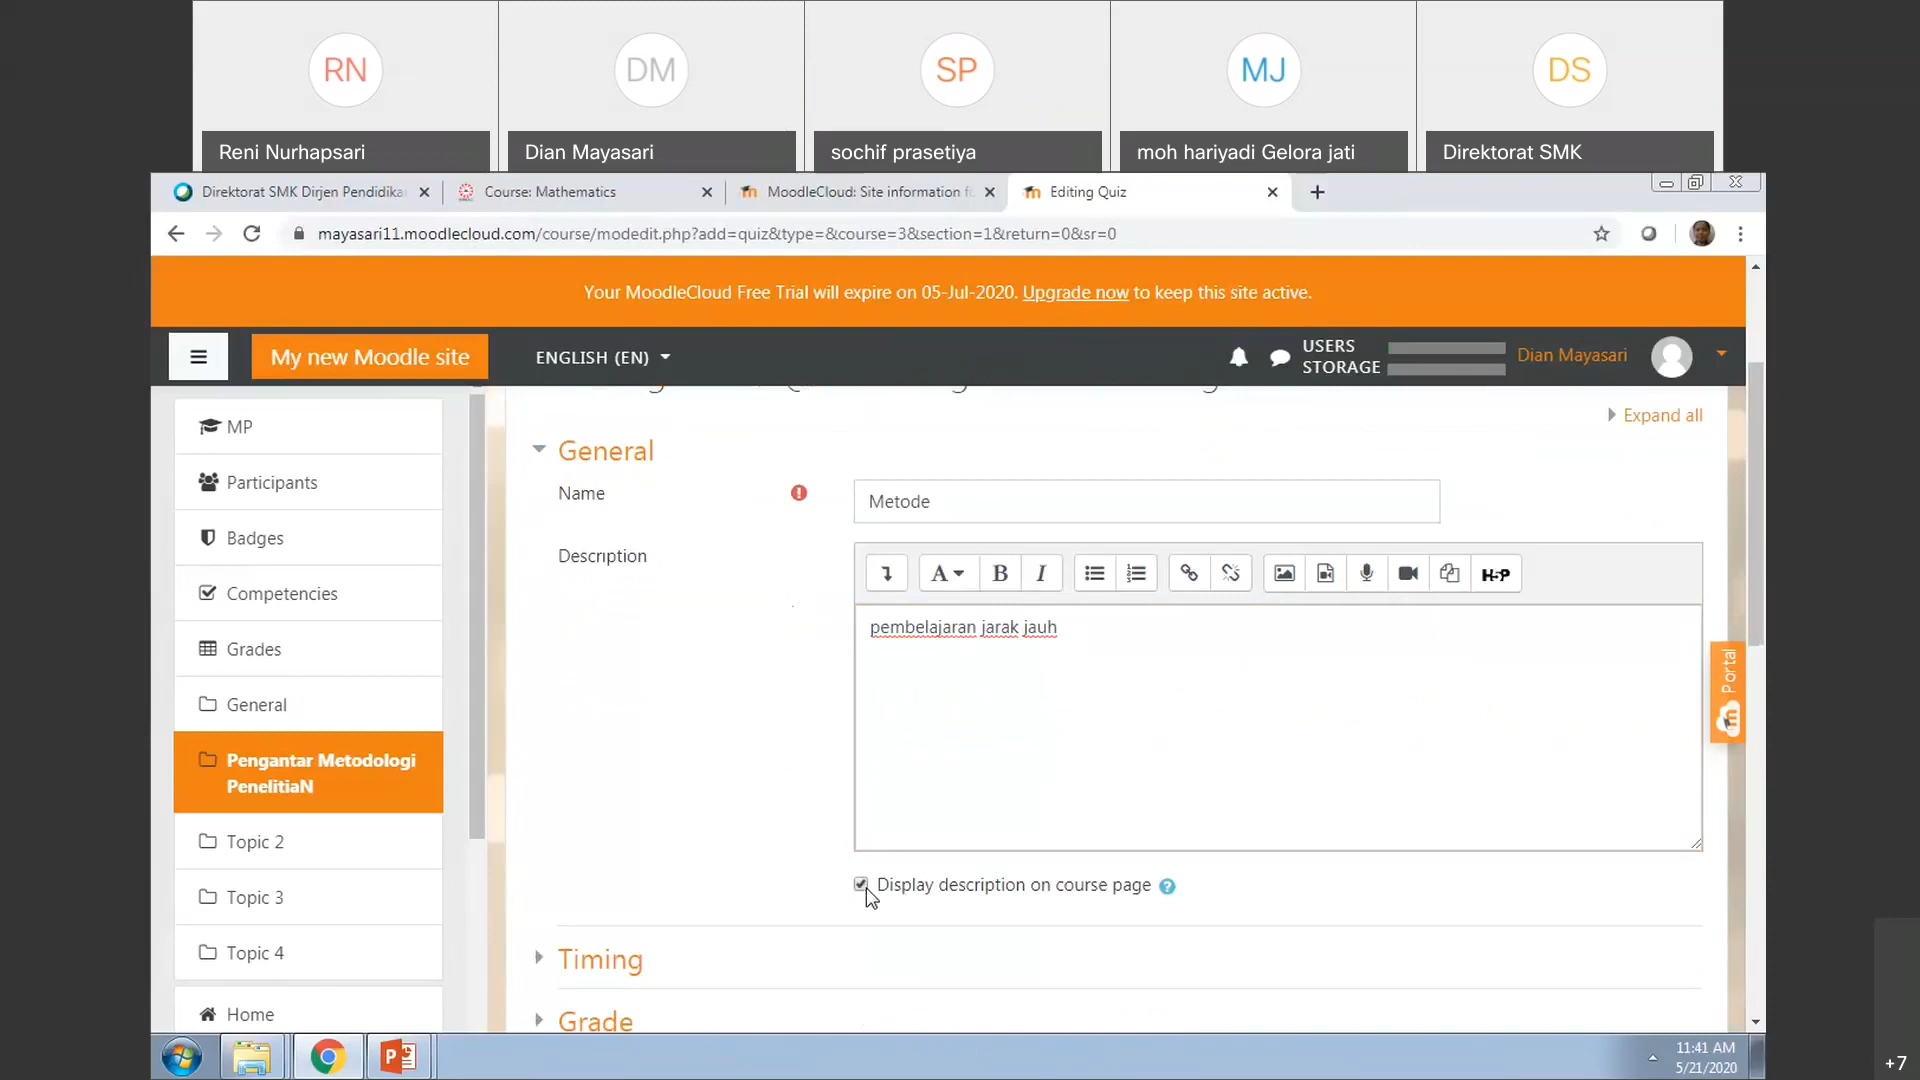 RN
DM
SP
MJ
DS
Reni Nurhapsari
Dian Mayasari
sochif prasetiya
moh hariyadi Gelora jati
Direktorat SMK
Direktorat SMK Dirjen Pendidika
Course: Mathematics
MoodleCloud: Site information f
Editing Quiz
mayasari11.moodlecloud.com/course/modedit.php?add=quiz&type=&course=3&section=1&return=0&sr=0
Your MoodleCloud Free Trial will expire on 05-Jul-2020. Upgrade now to keep this site active.
My new Moodle site
ENGLISH (EN)
USERS
STORAGE
Dian Mayasari
MP
Participants
Badges
Competencies
Grades
General
Pengantar Metodologi
PenelitiaN
Topic 2
Topic 3
Topic 4
Home
Expand all
General
Name
Metode
Description
A
B
I
H5P
pembelajaran jarak jauh
Display description on course page
Timing
Grade
Portal
11:41 AM
5/21/2020
+7